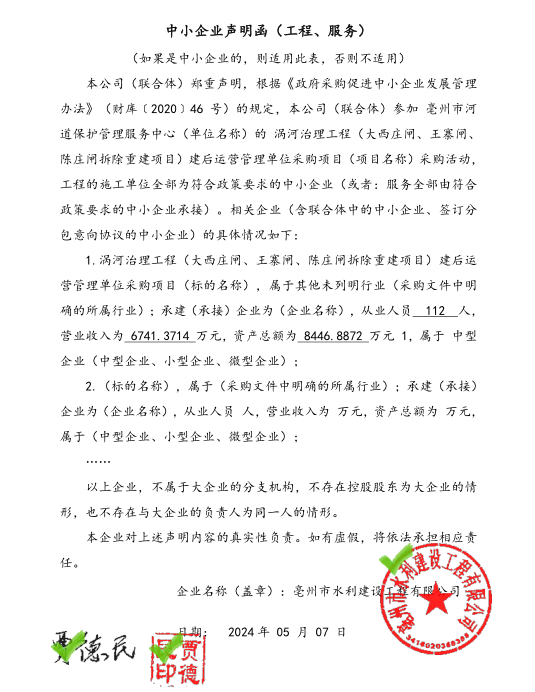 中小企业声明函（工程、服务）
（如果是中小企业的，则适用此表，否则不适用）
本公司（联合体）郑重声明，根据《政府采购促进中小企业发展管理
办法》（财库〔2020〕46 号）的规定，本公司（联合体）参加 亳州市河
道保护管理服务中心（单位名称）的 涡河治理工程（大西庄闸、王寨闸、
陈庄闸拆除重建项目）建后运营管理单位采购项目（项目名称）采购活动，
工程的施工单位全部为符合政策要求的中小企业（或者：服务全部由符合
政策要求的中小企业承接）。相关企业（含联合体中的中小企业、签订分
包意向协议的中小企业）的具体情况如下：
1.涡河治理工程（大西庄闸、王寨闸、陈庄闸拆除重建项目）建后运
营管理单位采购项目（标的名称），属于其他未列明行业（采购文件中明
确的所属行业）；承建（承接）企业为（企业名称），从业人员 112 人，
营业收入为 6741.3714 万元，资产总额为 8446.8872 万元 1，属于 中型
企业（中型企业、小型企业、微型企业）；
2.（标的名称），属于（采购文件中明确的所属行业）；承建（承接）
企业为（企业名称），从业人员 人，营业收入为 万元，资产总额为 万元，
属于（中型企业、小型企业、微型企业）；
……
以上企业，不属于大企业的分支机构，不存在控股股东为大企业的情
形，也不存在与大企业的负责人为同一人的情形。
本企业对上述声明内容的真实性负责。如有虚假，将依法承担相应责
任。
企业名称（盖章）：亳州市水利建设工程有限公司
亳州市水利建设工程有限公司
日期： 2024 年 05 月 07 日
贾德民
贾德民印